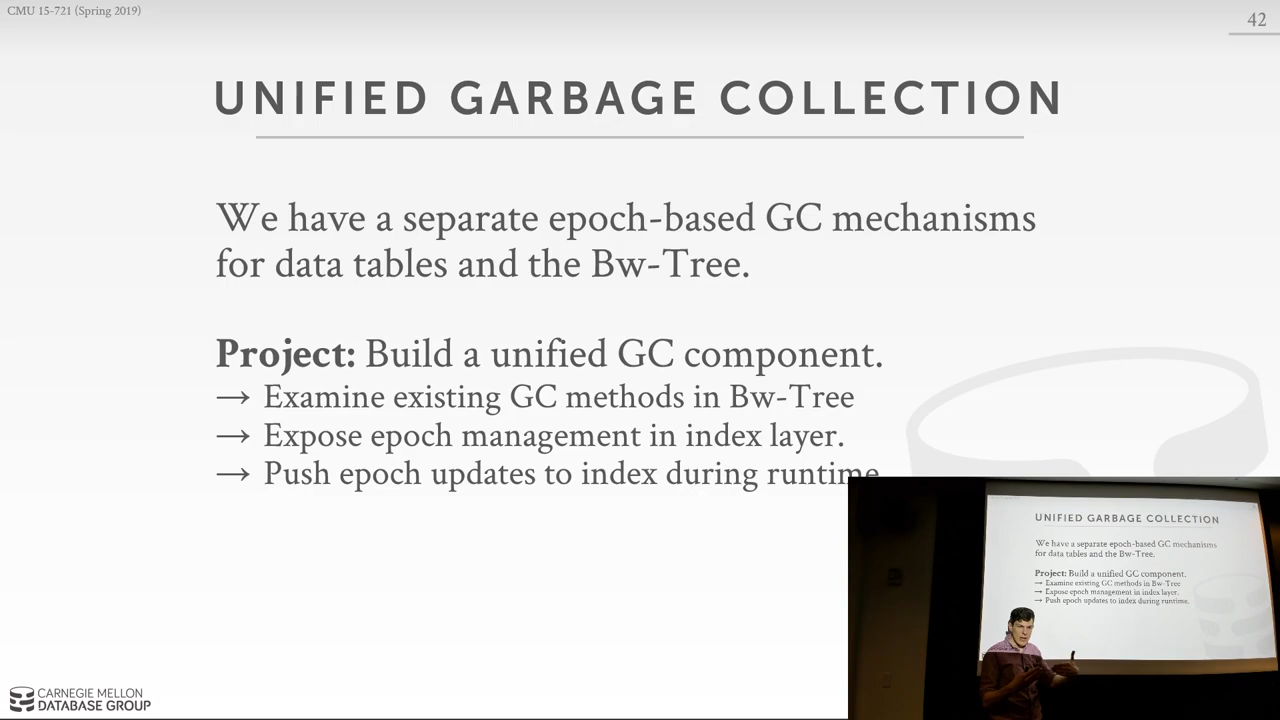 CMU 15-721 (Spring 2019)
42
UNIFIED GARBAGE COLLECTION
We have a separate epoch-based GC mechanisms
for data tables and the Bw-Tree.
Project: Build a unified GC component.
→ Examine existing GC methods in Bw-Tree
→ Expose epoch management in index layer.
→ Push epoch updates to index during runtime
UNIFIED GARBAGE COLLECTION
We have a separate epoch-based GC mechanisms
for data tables and the Bw-Tree.
Project: Build a unified GC component.
→ Examine existing GC methods in Bw-Tree
→ Expose epoch management in index layer.
→ Push epoch updates to index during runtime.
CARNEGIE MELLON
DATABASE GROUP